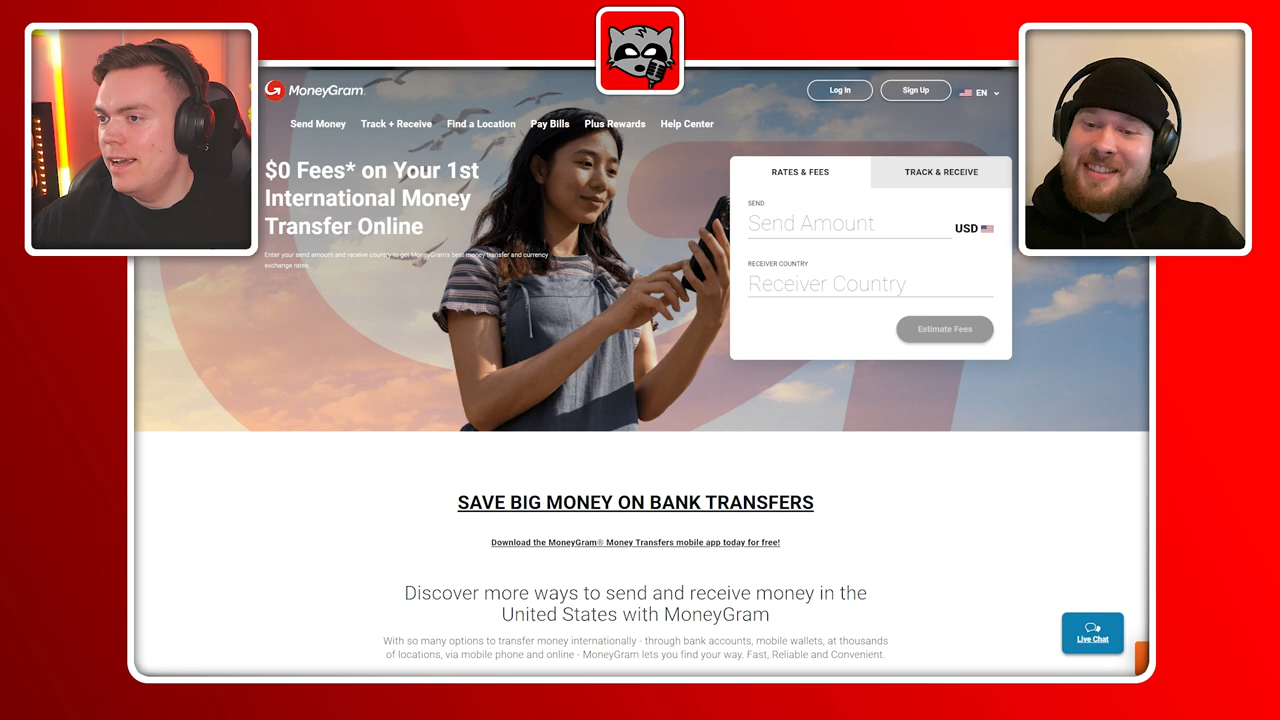 MoneyGram.
Log In
Sign Up
EN
Send Money
Track + Receive
Find a Location
Pay Bills
Plus Rewards
Help Center
$0 Fees* on Your 1st
International Money
Transfer Online
Enter your send amount and receive country to get MoneyGram's best money transfer and currency
exchange rates
RATES & FEES
TRACK & RECEIVE
SEND
Send Amount
USD
RECEIVER COUNTRY
Receiver Country
Estimate Fees
SAVE BIG MONEY ON BANK TRANSFERS
Download the MoneyGram® Money Transfers mobile app today for free!
Discover more ways to send and receive money in the
United States with MoneyGram
With so many options to transfer money internationally - through bank accounts, mobile wallets, at thousands
of locations, via mobile phone and online - MoneyGram lets you find your way. Fast, Reliable and Convenient.
Live Chat